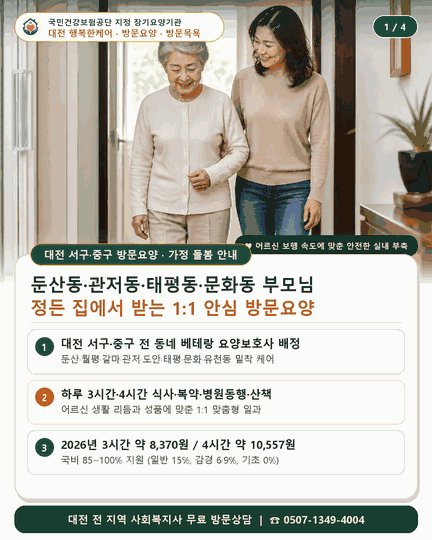 국민건강보험공단 지정 장기요양기관
대전 행복한케어 · 방문요양 · 방문목욕
1 / 4
어르신 보행 속도에 맞춘 안전한 실내 부축
대전 서구·중구 방문요양 · 가정 돌봄 안내
둔산동·관저동·태평동·문화동 부모님
정든 집에서 받는 1:1 안심 방문요양
1 대전 서구·중구 전 동네 베테랑 요양보호사 배정
둔산·월평·갈마·관저·도안·태평·문화·유천동 밀착 케어
2 하루 3시간·4시간 식사·복약·병원동행·산책
어르신 생활 리듬과 성품에 맞춘 1:1 맞춤형 일과
3 2026년 3시간 약 8,370원 / 4시간 약 10,557원
국비 85~100% 지원 (일반 15%, 감경 6·9%, 기초 0%)
대전 전 지역 사회복지사 무료 방문상담 | ☎ 0507-1349-4004